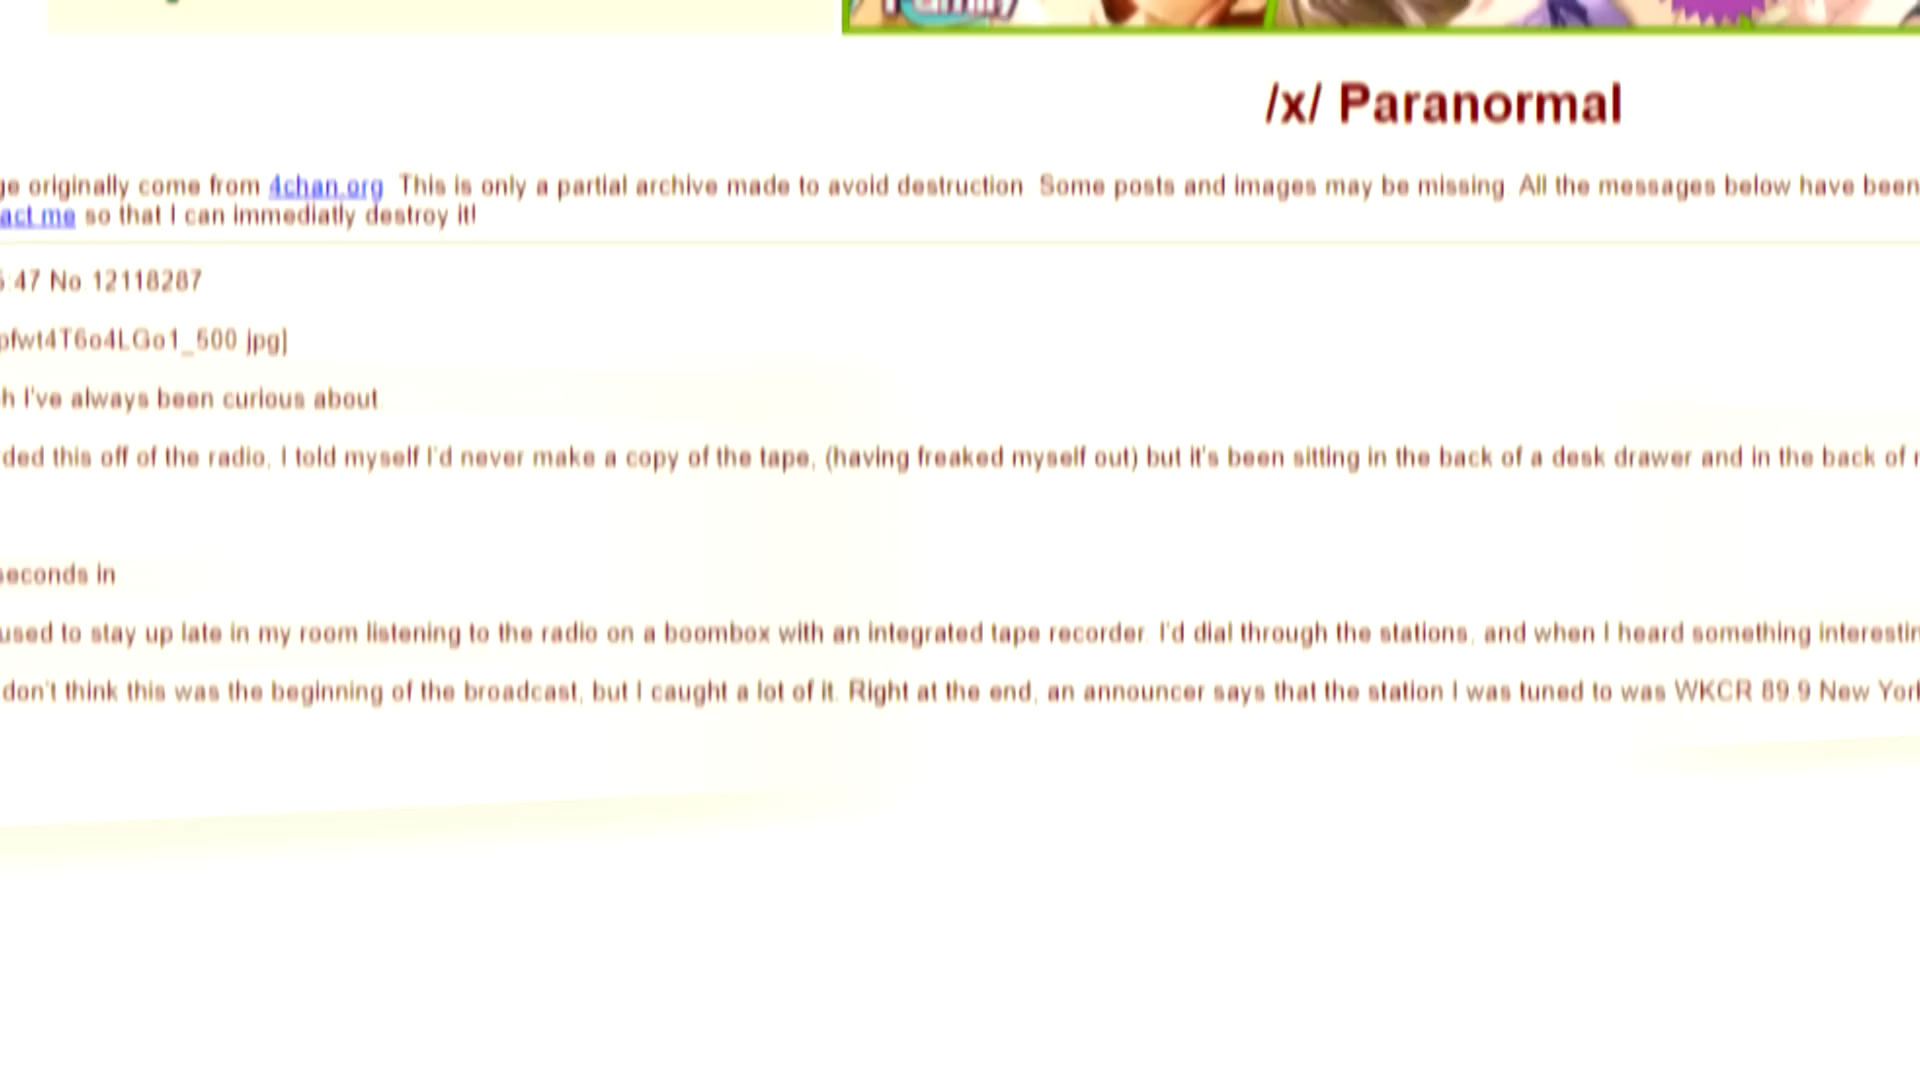 /x/ Paranormal
ge originally come from 4chan.org This is only a partial archive made to avoid destruction Some posts and images may be missing All the messages below have been
act me so that I can immediatly destroy it!
:47 No 12118287
pfwt4T6o4LGo1_500 jpg]
h I've always been curious about
ded this off of the radio, I told myself I'd never make a copy of the tape, (having freaked myself out) but it's been sitting in the back of a desk drawer and in the back of
seconds in
used to stay up late in my room listening to the radio on a boombox with an integrated tape recorder I'd dial through the stations, and when I heard something interestin
don't think this was the beginning of the broadcast, but I caught a lot of it. Right at the end, an announcer says that the station I was tuned to was WKCR 89.9 New York